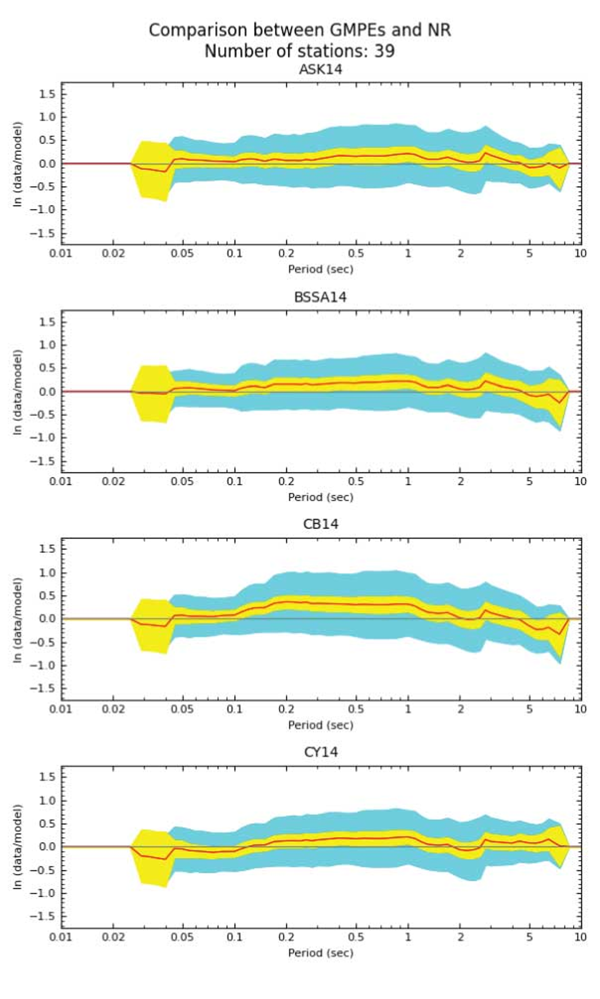 Comparison between GMPEs and NR
Number of stations: 39
ASK14
1.5
1.0
0.5
0.0
−0.5
−1.0
−1.5
ln (data/model)
0.01 0.02 0.05 0.1 0.2 0.5 1 2 5 10
Period (sec)
BSSA14
1.5
1.0
0.5
0.0
−0.5
−1.0
−1.5
ln (data/model)
0.01 0.02 0.05 0.1 0.2 0.5 1 2 5 10
Period (sec)
CB14
1.5
1.0
0.5
0.0
−0.5
−1.0
−1.5
ln (data/model)
0.01 0.02 0.05 0.1 0.2 0.5 1 2 5 10
Period (sec)
CY14
1.5
1.0
0.5
0.0
−0.5
−1.0
−1.5
ln (data/model)
0.01 0.02 0.05 0.1 0.2 0.5 1 2 5 10
Period (sec)